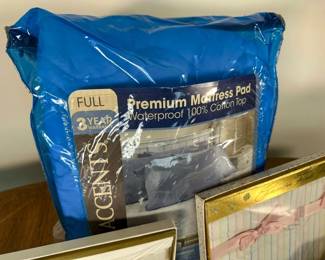 FULL
3 YEAR
Premium Mattress Pad
Waterproof 100% Cotton Top
ACCENTS